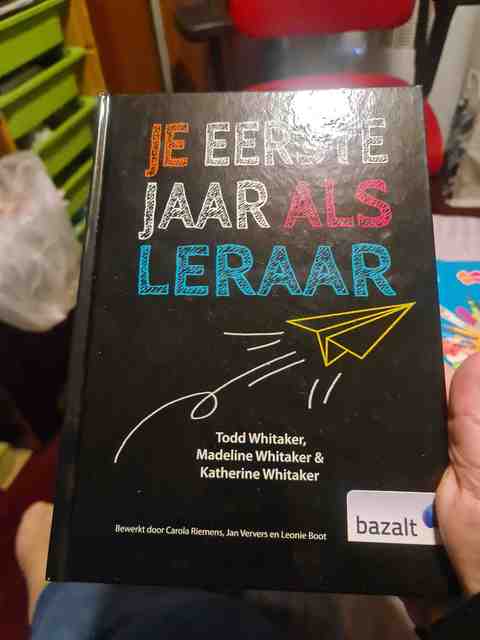 JE EERSTE
JAAR ALS
LERAAR
Todd Whitaker,
Madeline Whitaker &
Katherine Whitaker
Bewerkt door Carola Riemens, Jan Ververs en Leonie Boot
bazalt